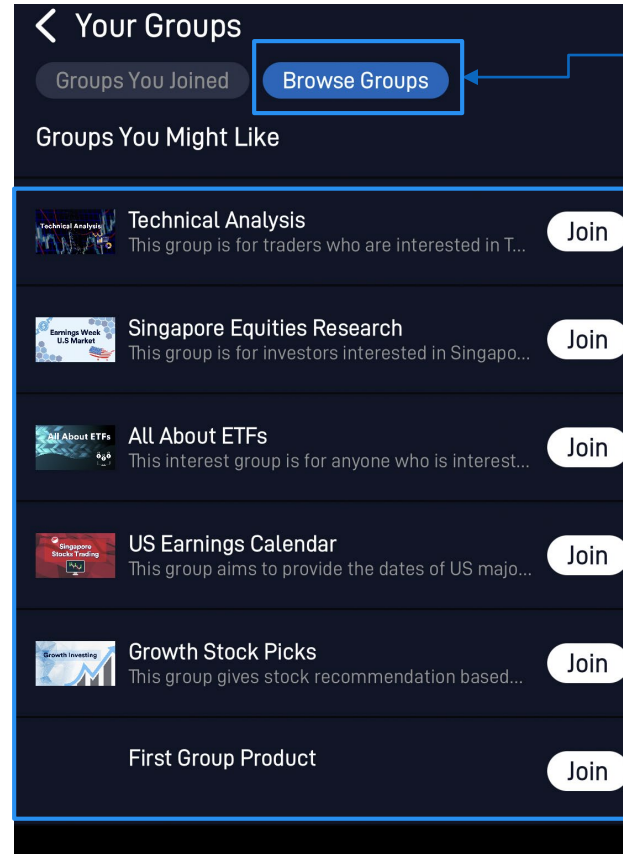 Your Groups
Groups You Joined
Browse Groups
Groups You Might Like
Technical Analysis
Technical Analysis
This group is for traders who are interested in T...
Join
Earnings Week
U.S Market
Singapore Equities Research
This group is for investors interested in Singapo...
Join
All About ETFs
All About ETFs
This interest group is for anyone who is interest...
Join
Singapore
Stocks Trading
US Earnings Calendar
This group aims to provide the dates of US majo...
Join
Growth Investing
Growth Stock Picks
This group gives stock recommendation based...
Join
First Group Product
Join